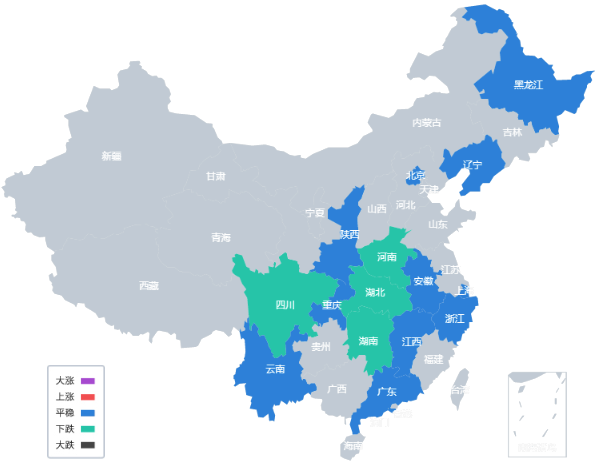 黑龙江
内蒙古
吉林
新疆
辽宁
甘肃
北京
天津
山西
河北
宁夏
山东
陕西
青海
河南
江苏
西藏
安徽
上海
湖北
四川
重庆
浙江
湖南
江西
贵州
福建
云南
广西
广东
台湾
海南
大涨
上涨
平稳
下跌
大跌